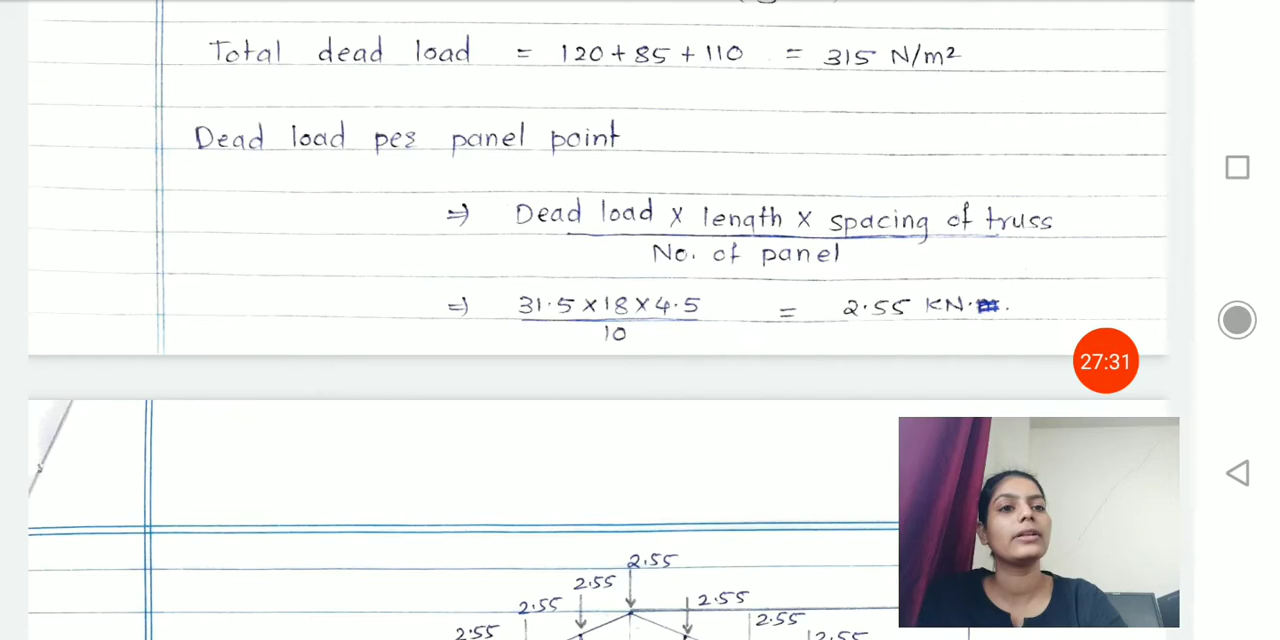 Total dead load = 120 + 85 + 110 = 315 N/m²
Dead load per panel point
⇒ Dead load x length x spacing of truss
No. of panel
⇒ 31.5 x 18 x 4.5 = 2.55 KN.
10
27:31
2.55
2.55
2.55
2.55
2.55
2.55
2.55